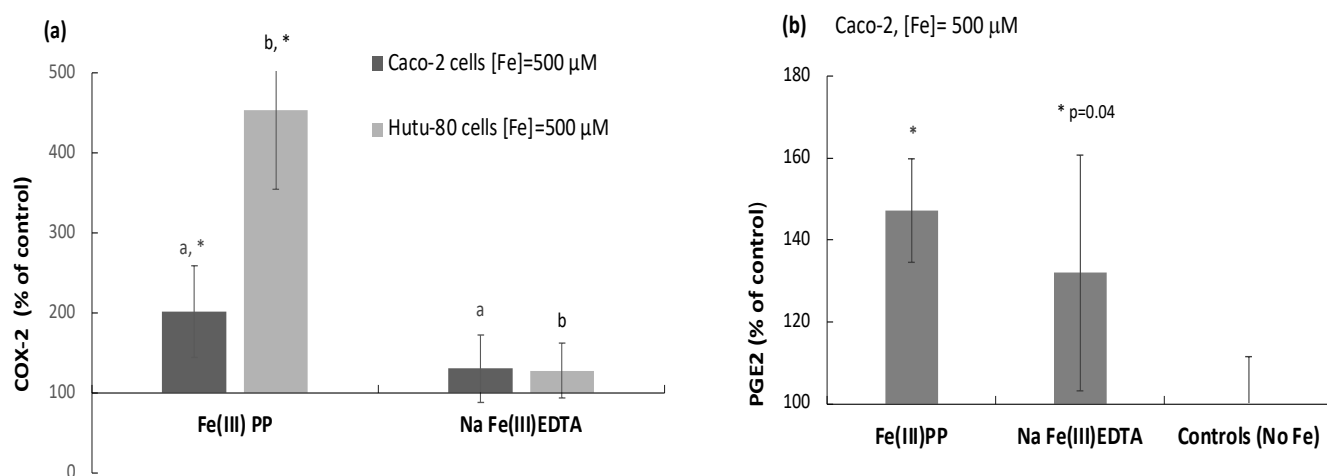 (a)
b, *
Caco-2 cells [Fe]=500 µM
Hutu-80 cells [Fe]=500 µM
500
400
300
200
100
0
COX-2 (% of control)
a, *
a
b
Fe(III) PP
Na Fe(III)EDTA
(b) Caco-2, [Fe]= 500 µM
180
160
140
120
100
PGE2 (% of control)
*
* p=0.04
Fe(III)PP
Na Fe(III)EDTA
Controls (No Fe)